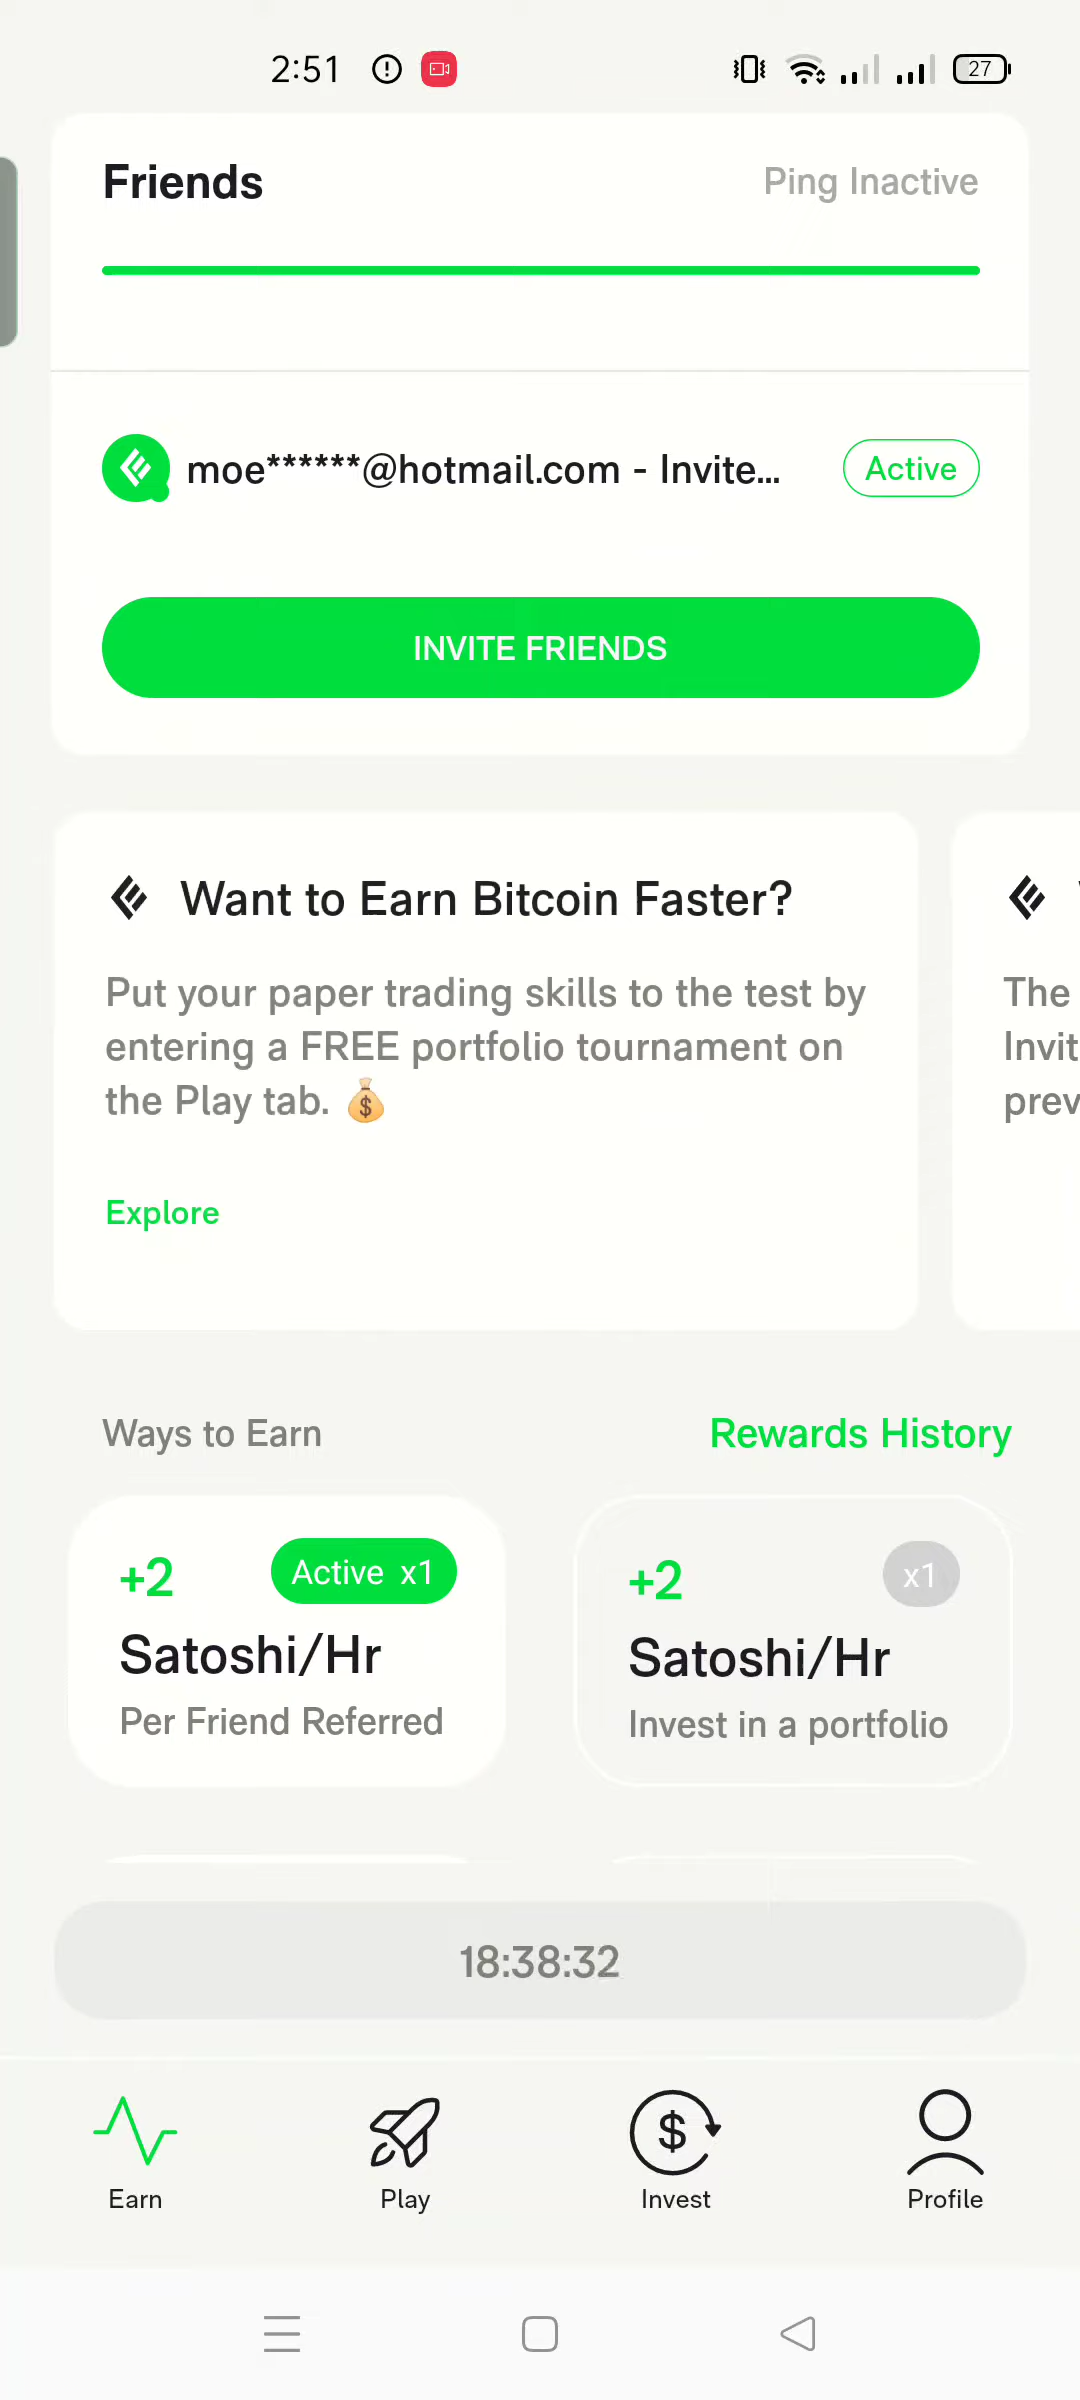 2:51
27
Friends
Ping Inactive
moe******@hotmail.com - Invite...
Active
INVITE FRIENDS
Want to Earn Bitcoin Faster?
Put your paper trading skills to the test by
entering a FREE portfolio tournament on
the Play tab. 💰
Explore
The
Invit
prev
Ways to Earn
Rewards History
+2
Active x1
Satoshi/Hr
Per Friend Referred
+2
x1
Satoshi/Hr
Invest in a portfolio
18:38:32
Earn
Play
Invest
Profile